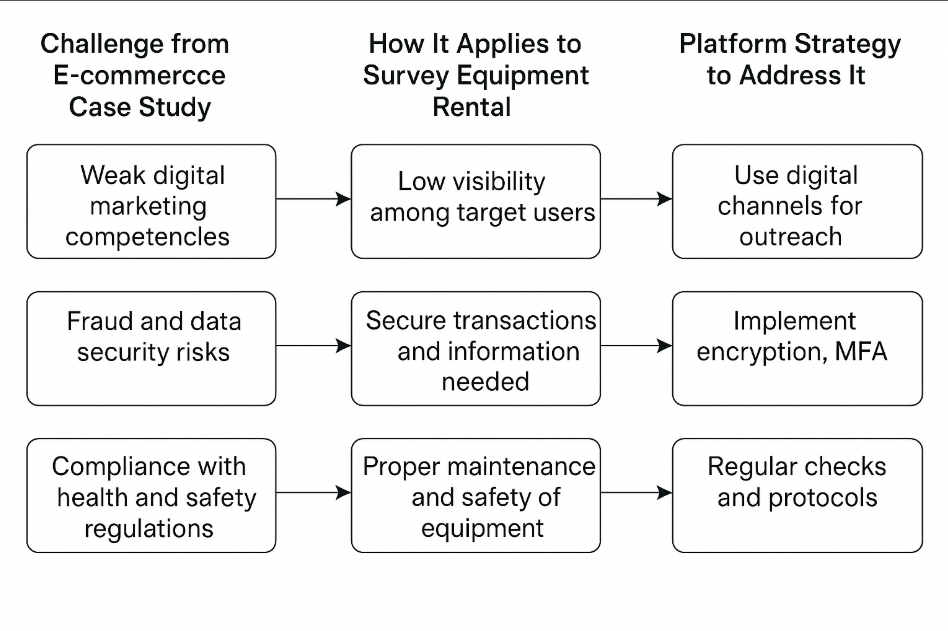 Challenge from
E-commercce
Case Study
How It Applies to
Survey Equipment
Rental
Platform Strategy
to Address It
Weak digital
marketing
competencies
Low visibility
among target users
Use digital
channels for
outreach
Fraud and data
security risks
Secure transactions
and information
needed
Implement
encryption, MFA
Compliance with
health and safety
regulations
Proper maintenance
and safety of
equipment
Regular checks
and protocols